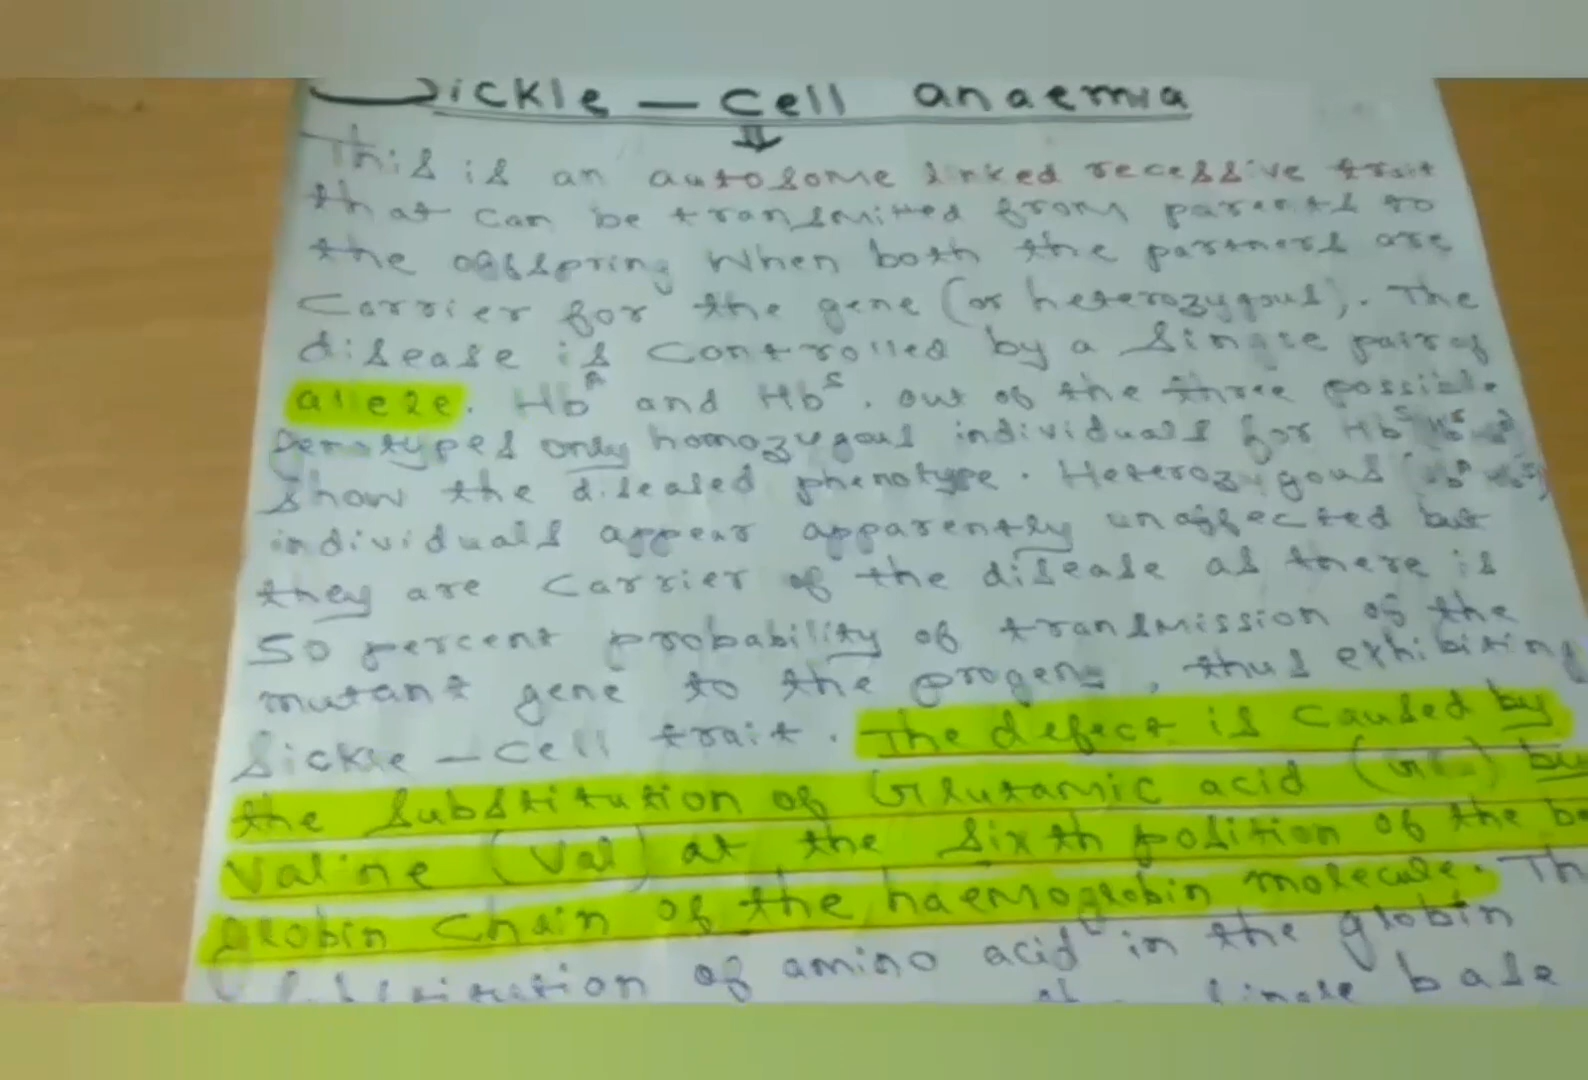 Sickle - Cell anaemia
This is an autosome linked recessive trait
that can be transmitted from parents to
the offspring when both the partners are
Carrier for the gene (or heterozygous). The
disease is controlled by a single pair of
allele. Hbᴬ and Hbˢ. out of the three possible
genotypes only homozygous individuals for Hbˢ
show the diseased phenotype. Heterozygous
individuals appear apparently unaffected but
they are carrier of the disease as there is
50 percent probability of transmission of the
mutant gene to the progeny, thus exhibiting
Sickle - cell trait. The defect is caused by
the Substitution of Glutamic acid by
Valine (Val) at the Sixth position of the be
globin Chain of the haemoglobin molecule. Th
of amino acid in the globin
single base